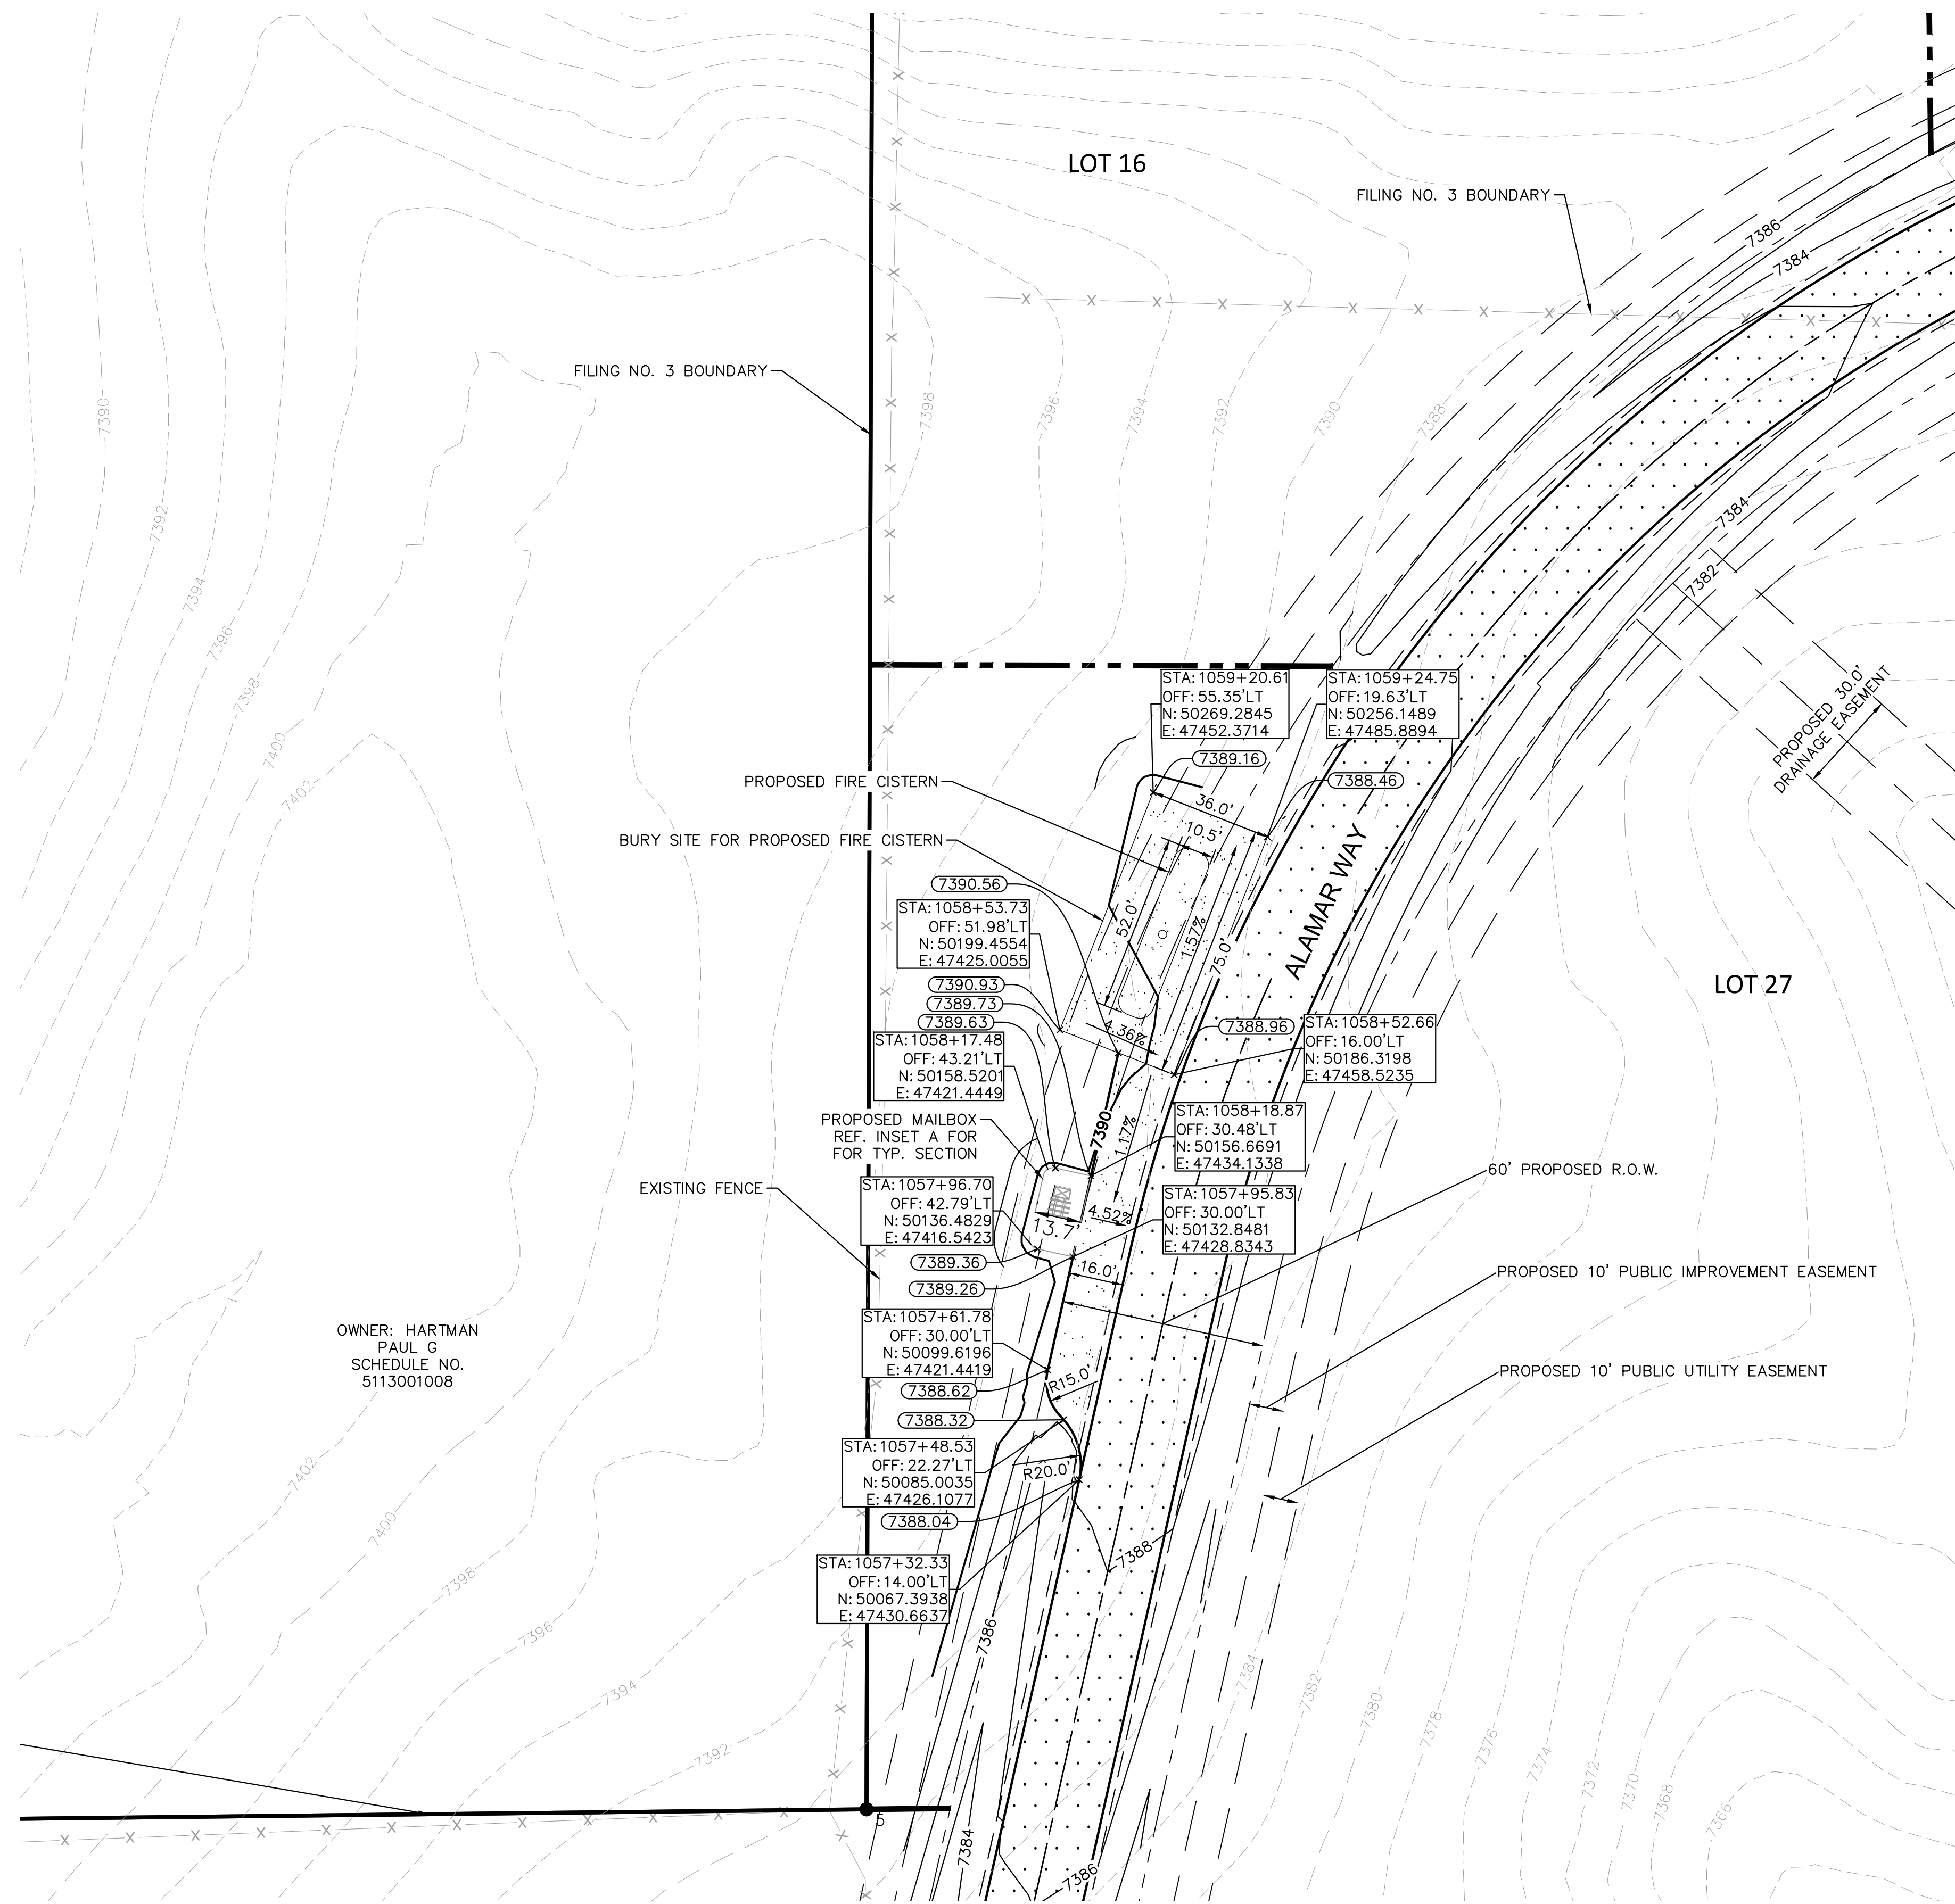 LOT 16
FILING NO. 3 BOUNDARY
7386
7384
FILING NO. 3 BOUNDARY
7390
7392
7394
7396
7398
7400
7402
7398
7396
7394
7392
7390
7388
7384
7382
PROPOSED 30.0'
DRAINAGE EASEMENT
STA: 1059+20.61
OFF: 55.35'LT
N: 50269.2845
E: 47452.3714
STA: 1059+24.75
OFF: 19.63'LT
N: 50256.1489
E: 47485.8894
7389.16
7388.46
PROPOSED FIRE CISTERN
36.0'
10.5'
BURY SITE FOR PROPOSED FIRE CISTERN
ALAMAR WAY
7390.56
STA: 1058+53.73
OFF: 51.98'LT
N: 50199.4554
E: 47425.0055
52.0'
1.57%
75.0'
LOT 27
7390.93
7389.73
7389.63
4.36%
7388.96
STA: 1058+52.66
OFF: 16.00'LT
N: 50186.3198
E: 47458.5235
STA: 1058+17.48
OFF: 43.21'LT
N: 50158.5201
E: 47421.4449
PROPOSED MAILBOX
REF. INSET A FOR
FOR TYP. SECTION
7390
1.17%
STA: 1058+18.87
OFF: 30.48'LT
N: 50156.6691
E: 47434.1338
60' PROPOSED R.O.W.
EXISTING FENCE
STA: 1057+96.70
OFF: 42.79'LT
N: 50136.4829
E: 47416.5423
13.7'
4.52%
STA: 1057+95.83
OFF: 30.00'LT
N: 50132.8481
E: 47428.8343
7389.36
7389.26
16.0'
PROPOSED 10' PUBLIC IMPROVEMENT EASEMENT
OWNER: HARTMAN
PAUL G
SCHEDULE NO.
5113001008
STA: 1057+61.78
OFF: 30.00'LT
N: 50099.6196
E: 47421.4419
R15.0'
PROPOSED 10' PUBLIC UTILITY EASEMENT
7388.62
7388.32
STA: 1057+48.53
OFF: 22.27'LT
N: 50085.0035
E: 47426.1077
R20.0'
7388.04
7388
STA: 1057+32.33
OFF: 14.00'LT
N: 50067.3938
E: 47430.6637
7386
7402
7400
7398
7396
7394
7392
7384
7382
7380
7378
7376
7374
7372
7370
7368
7366
5
7384
7386